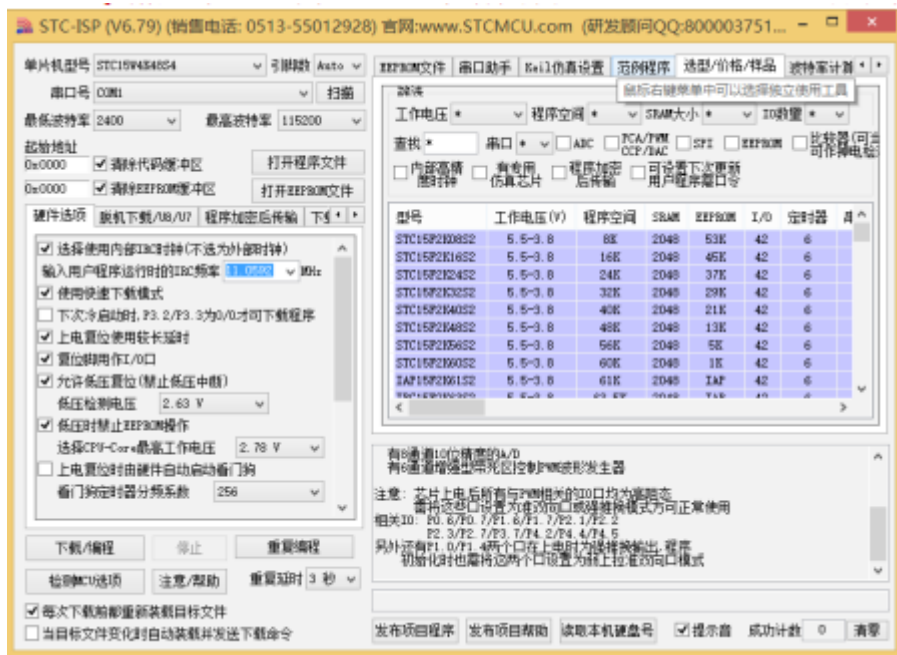 STC-ISP (V6.79) (销售电话: 0513-55012928) 官网:www.STCMCU.com (研发顾问QQ:800003751...
单片机型号 STC15W4K48S4 引脚数 Auto
串口号 COM1 扫描
最低波特率 2400 最高波特率 115200
起始地址
0x0000 清除代码缓冲区 打开程序文件
0x0000 清除EEPROM缓冲区 打开EEPROM文件
硬件选项 脱机下载/U8/U7 程序加密后传输
选择使用内部IRC时钟(不选为外部时钟)
输入用户程序运行时的IRC频率 11.0592 MHz
使用快速下载模式
下次冷启动时,P3.2/P3.3为0/0才可下载程序
上电复位使用较长延时
复位脚用作I/O口
允许低压复位(禁止低压中断)
低压检测电压 2.63 V
低压时禁止EEPROM操作
选择CPU-Core最高工作电压 2.78 V
上电复位时由硬件自动启动看门狗
看门狗定时器分频系数 256
下载/编程 停止 重复编程
检测MCU选项 注意/帮助 重复延时 3 秒
每次下载前都重新装载目标文件
当目标文件变化时自动装载并发送下载命令
EEPROM文件 串口助手 Keil仿真设置 范例程序 选型/价格/样品 波特率计算
鼠标右键菜单中可以选择独立使用工具
工作电压 * 程序空间 * SRAM大小 * IO数量 *
查找 * 串口 * ADC PCA/PWM CCP/DAC SPI EEPROM 比较器(可当可作掉电检
内部高精度时钟 有专用仿真芯片 程序加密后传输 可设置下次更新用户程序需口令
型号 工作电压(V) 程序空间 SRAM EEPROM I/O 定时器
STC15F2K08S2 5.5-3.8 8K 2048 53K 42 6
STC15F2K16S2 5.5-3.8 16K 2048 45K 42 6
STC15F2K24S2 5.5-3.8 24K 2048 37K 42 6
STC15F2K32S2 5.5-3.8 32K 2048 29K 42 6
STC15F2K40S2 5.5-3.8 40K 2048 21K 42 6
STC15F2K48S2 5.5-3.8 48K 2048 13K 42 6
STC15F2K56S2 5.5-3.8 56K 2048 5K 42 6
STC15F2K60S2 5.5-3.8 60K 2048 1K 42 6
IAP15F2K61S2 5.5-3.8 61K 2048 IAP 42 6
有8通道10位精度的A/D
有6通道增强型带死区控制PWM波形发生器
注意: 芯片上电后所有与PWM相关的IO口均为高阻态
需将这些口设置为准双向口或强推挽模式方可正常使用
相关IO: P0.6/P0.7/P1.6/P1.7/P2.1/P2.2
P2.3/P2.7/P3.7/P4.2/P4.4/P4.5
另外还有P1.0/P1.4两个口在上电时为强推挽输出,程序
初始化时也需将这两个口设置为弱上拉准双向口模式
发布项目程序 发布项目帮助 读取本机硬盘号 提示音 成功计数 0 清零